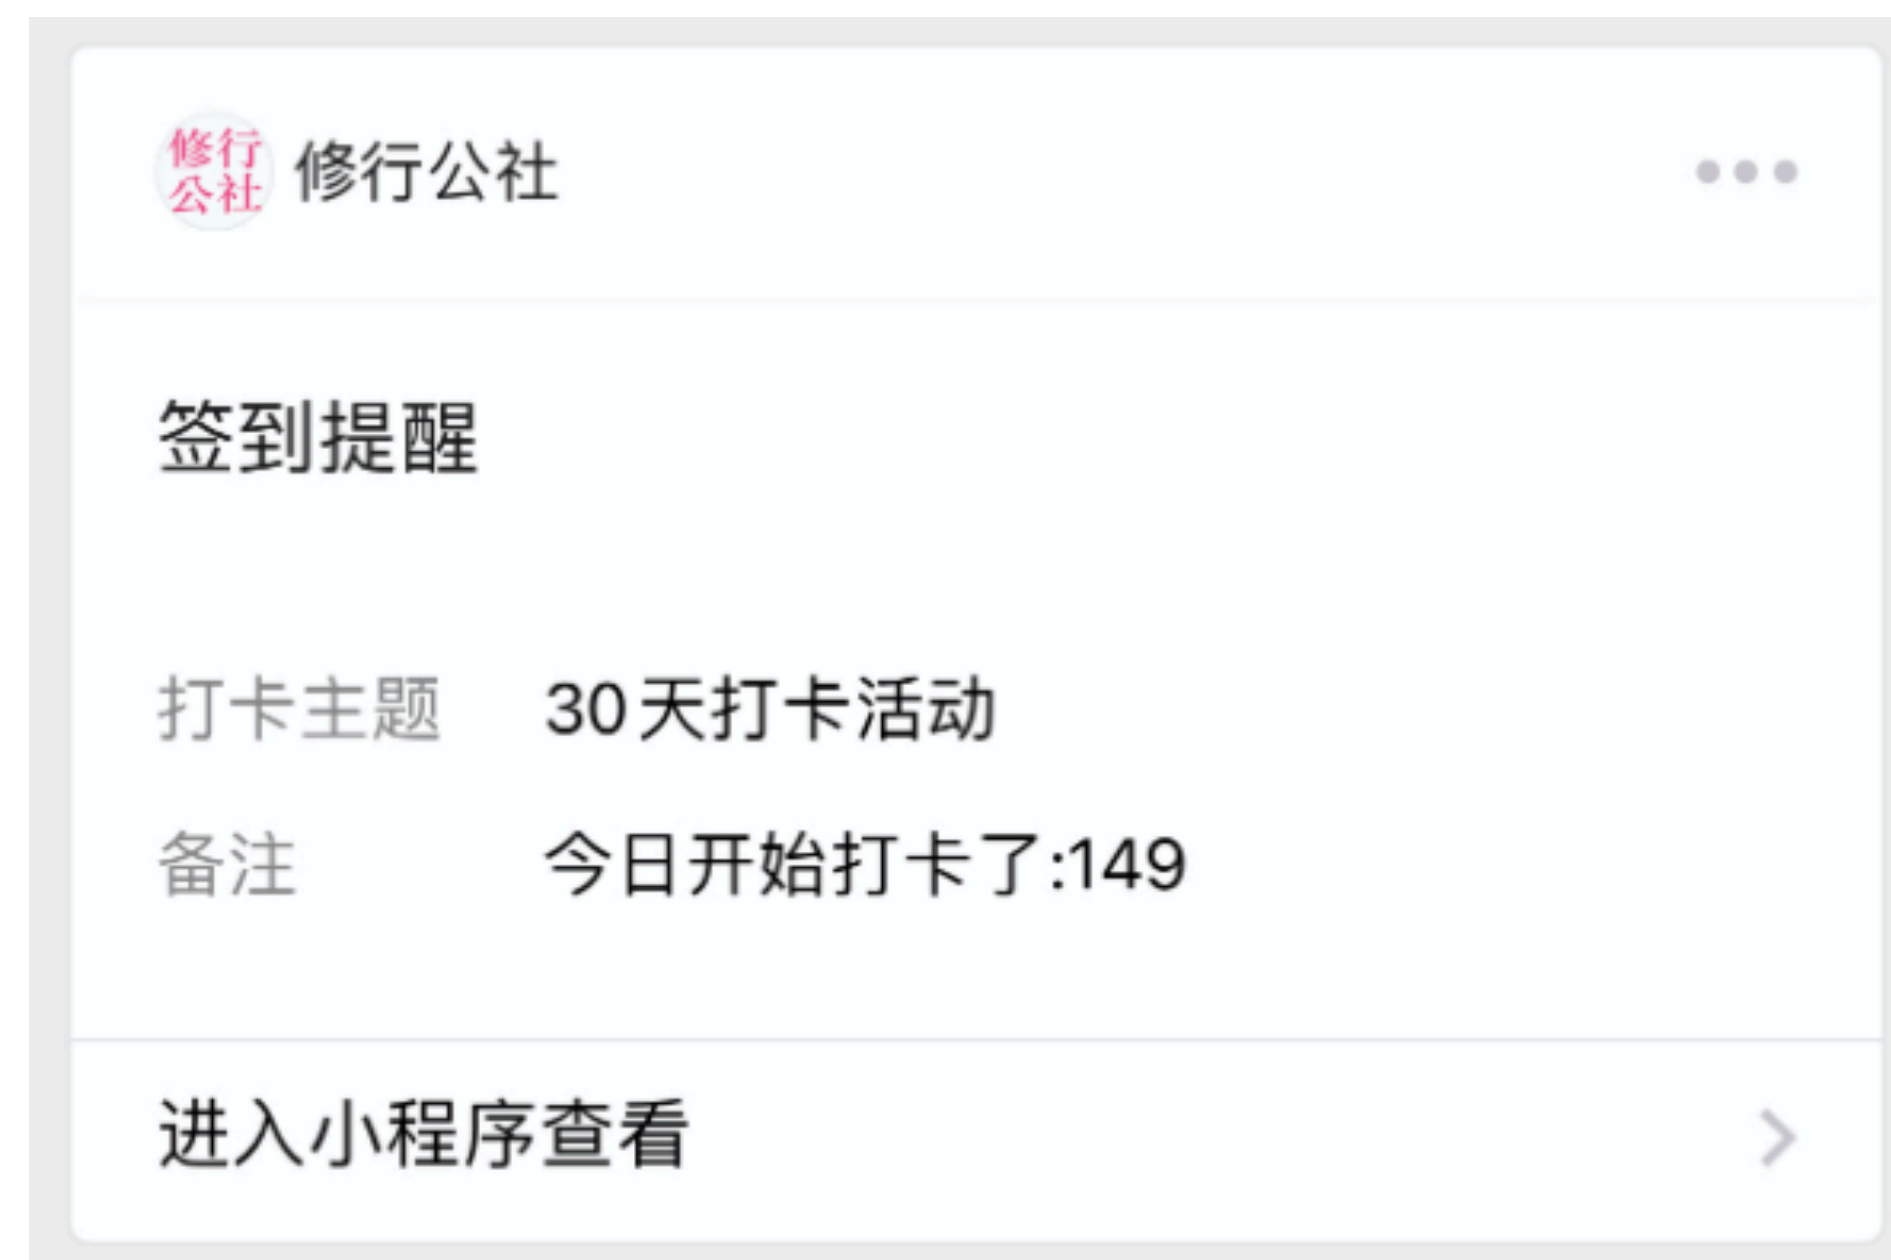 修行
公社
修行公社
签到提醒
打卡主题 30天打卡活动
备注 今日开始打卡了:149
进入小程序查看